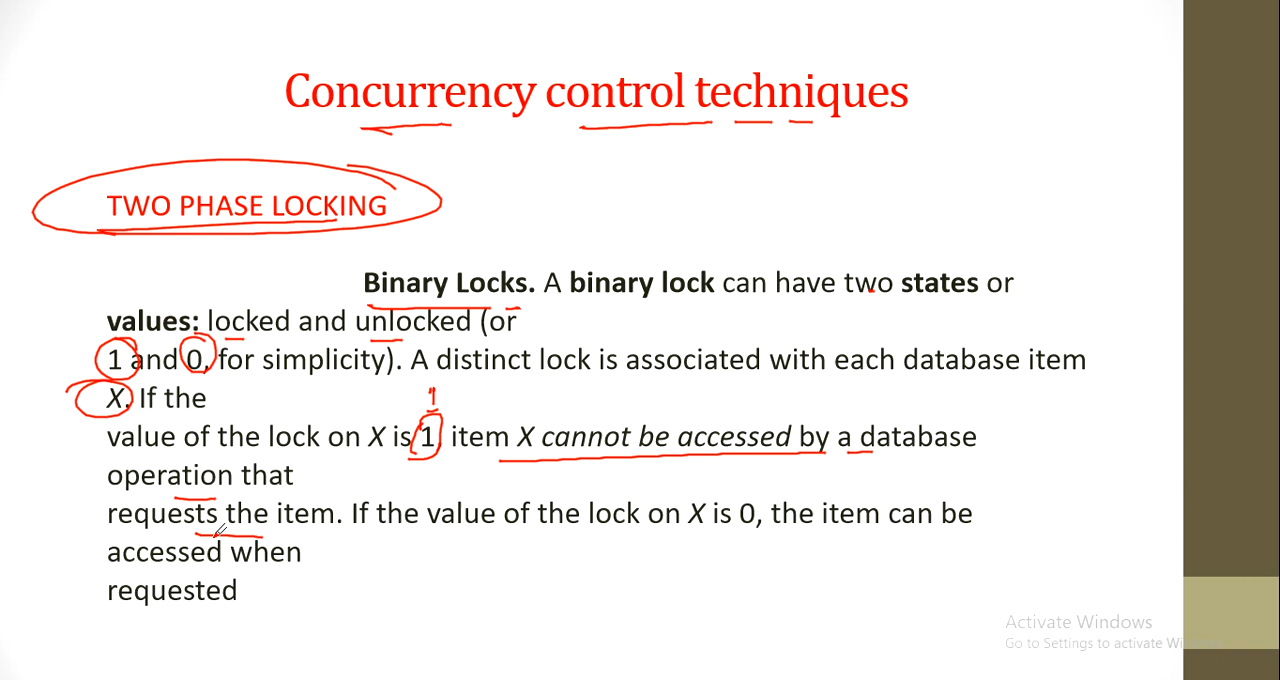 Concurrency control techniques
TWO PHASE LOCKING
Binary Locks. A binary lock can have two states or
values: locked and unlocked (or
1 and 0, for simplicity). A distinct lock is associated with each database item
X. If the
1
value of the lock on X is 1, item X cannot be accessed by a database
operation that
requests the item. If the value of the lock on X is 0, the item can be
accessed when
requested
Activate Windows
Go to Settings to activate